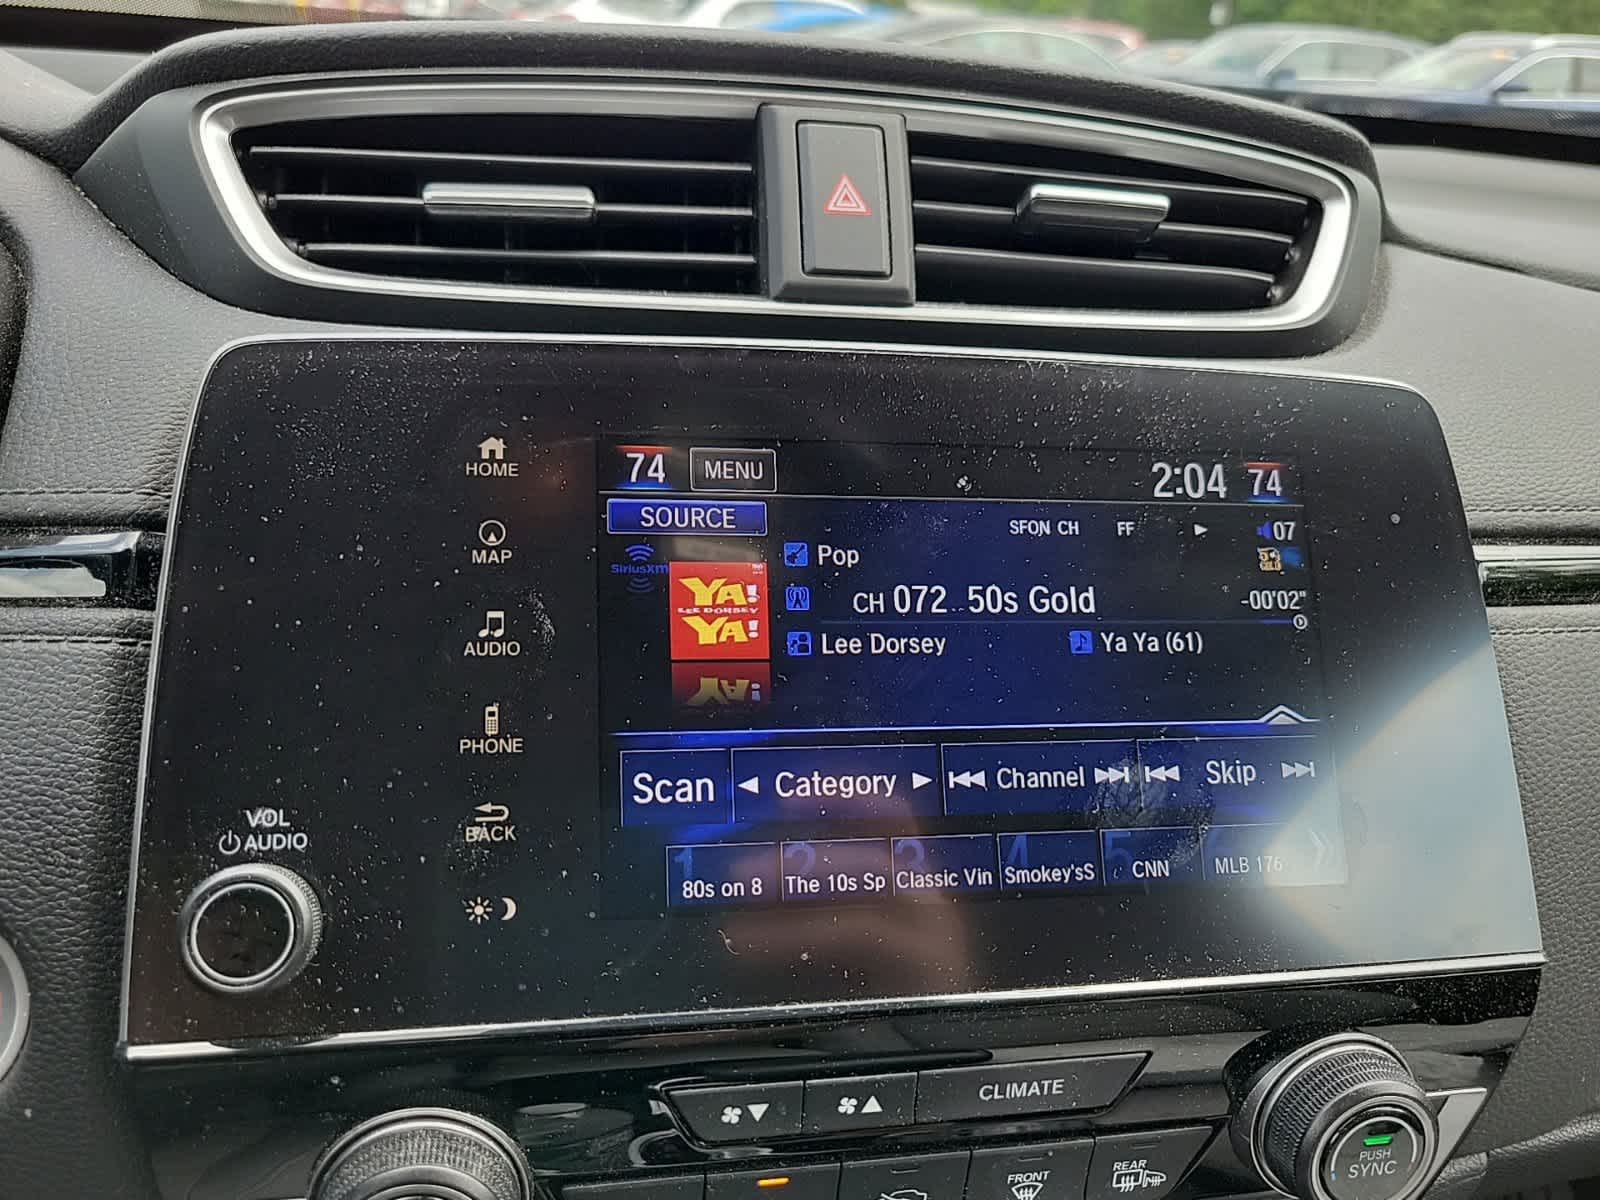 HOME
MAP
AUDIO
PHONE
BACK
VOL
AUDIO
74 MENU 2:04 74
SOURCE SFON CH FF 07
SiriusXM
Pop
CH 072 50s Gold -00'02"
Lee Dorsey Ya Ya (61)
YA!
LEE DORSEY
YA!
Scan Category Channel Skip
1 80s on 8
2 The 10s Sp
3 Classic Vin
4 Smokey'sS
5 CNN
MLB 176
CLIMATE
FRONT
REAR
PUSH
SYNC